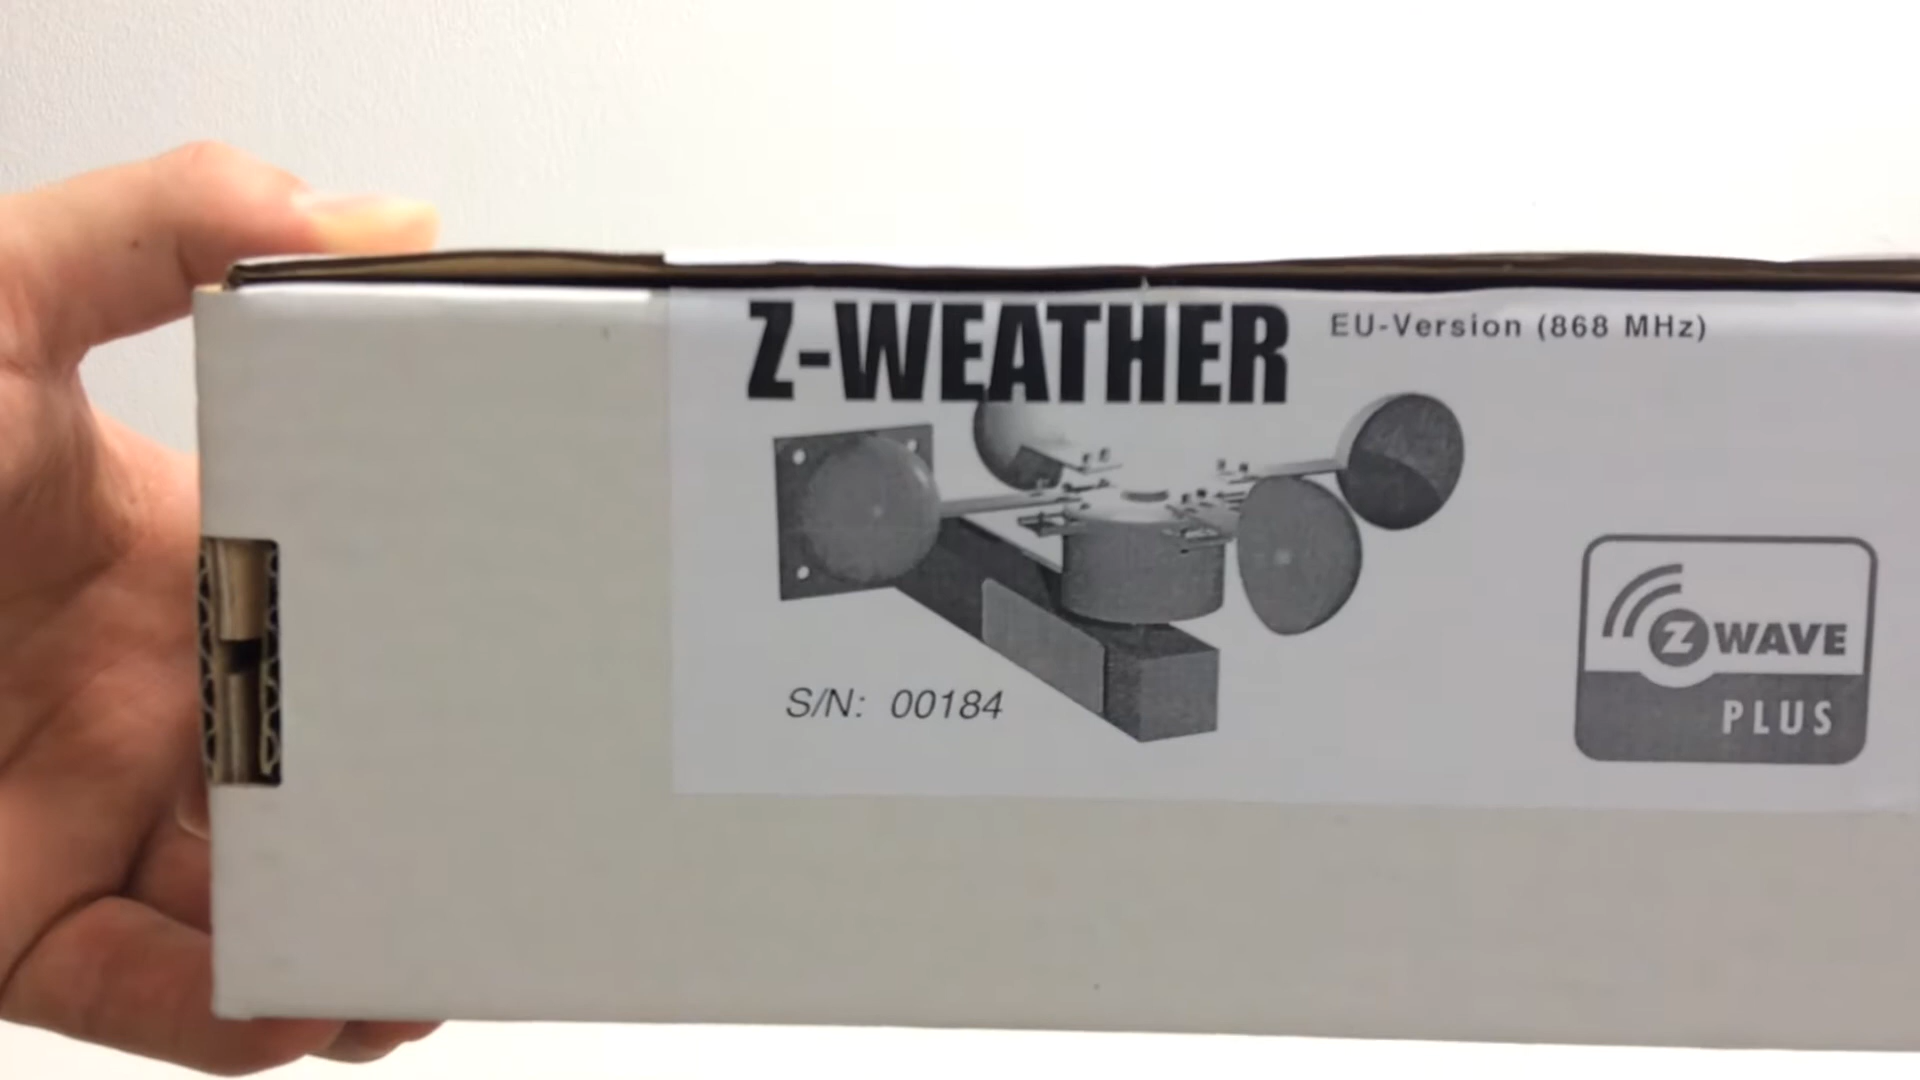 Z-WEATHER
EU-Version (868 MHz)
S/N: 00184
Z WAVE
PLUS